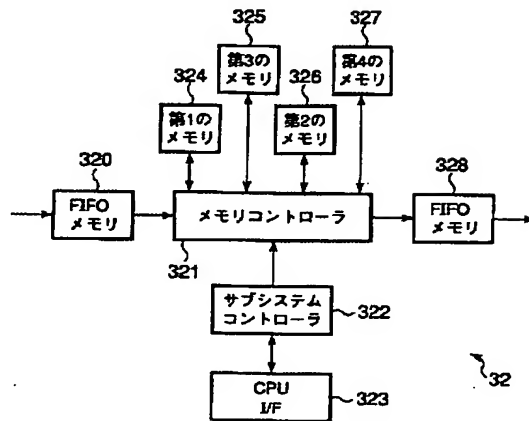 325
327
324
第3の
メモリ
326
第4の
メモリ
第1の
メモリ
第2の
メモリ
320
328
FIFO
メモリ
メモリコントローラ
FIFO
メモリ
321
サブシステム
コントローラ
322
CPU
I/F
323
32